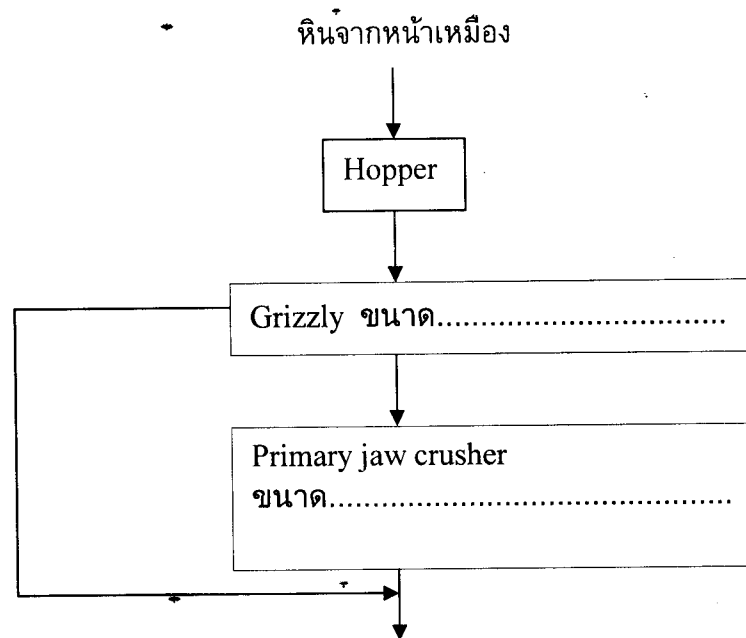 หินจากหน้าเหมือง
Hopper
Grizzly ขนาด.................................
Primary jaw crusher
ขนาด.............................................